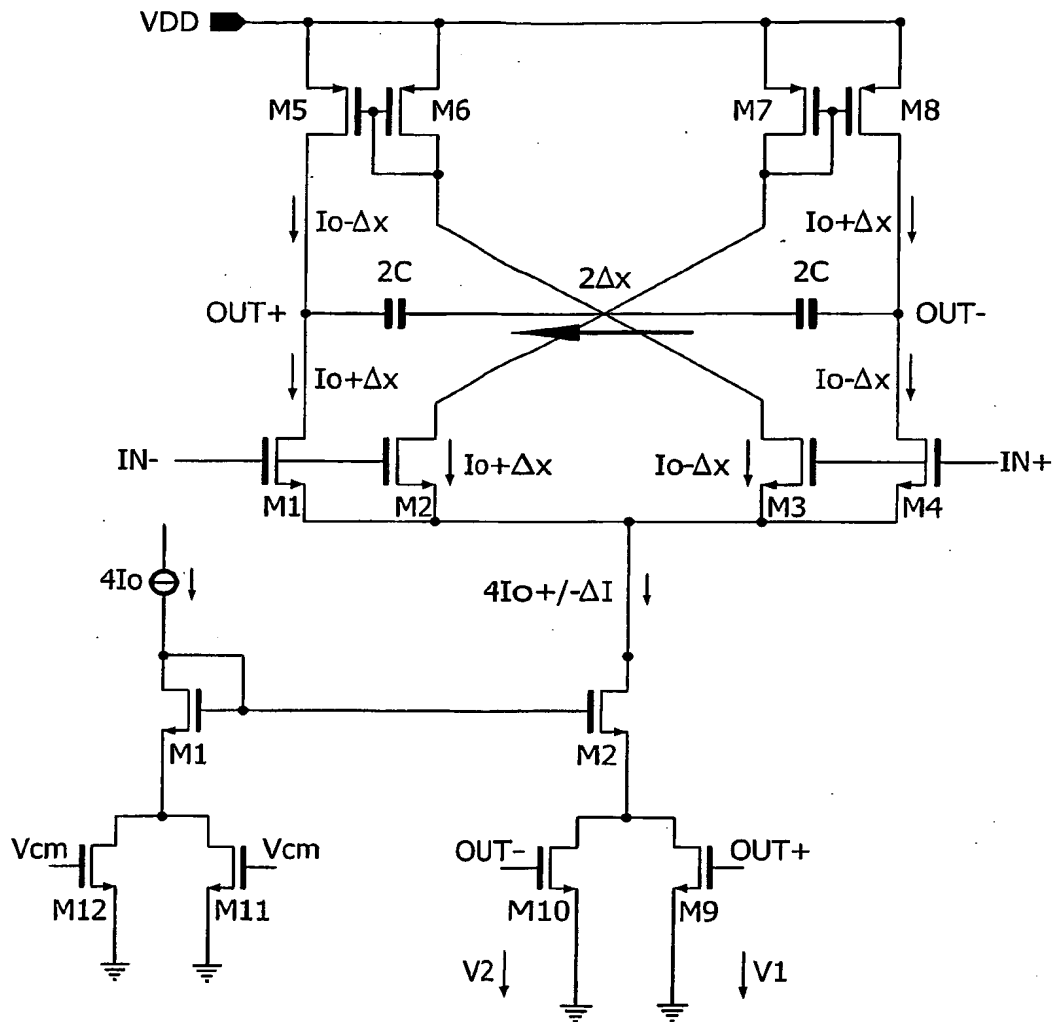 VDD
M5 M6 M7 M8
Io-Δx Io+Δx
2C 2Δx 2C
OUT+ OUT-
Io+Δx Io-Δx
IN- Io+Δx Io-Δx IN+
M1 M2 M3 M4
4Io 4Io+/-ΔI
M1 M2
Vcm Vcm OUT- OUT+
M12 M11 M10 M9
V2 V1